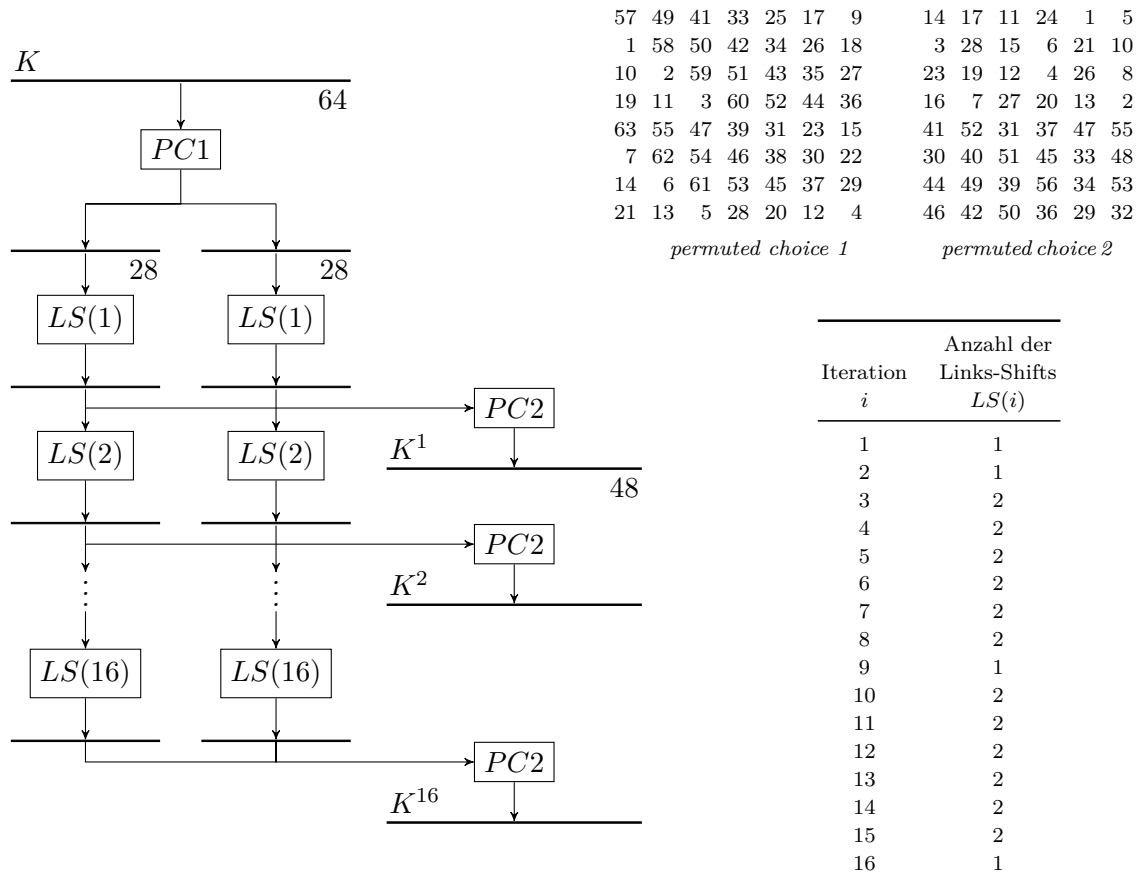 K
64
PC1
28
28
LS(1)
LS(1)
PC2
K^1
48
LS(2)
LS(2)
PC2
K^2
⋮
⋮
LS(16)
LS(16)
PC2
K^16
57 49 41 33 25 17 9
1 58 50 42 34 26 18
10 2 59 51 43 35 27
19 11 3 60 52 44 36
63 55 47 39 31 23 15
7 62 54 46 38 30 22
14 6 61 53 45 37 29
21 13 5 28 20 12 4
permuted choice 1
14 17 11 24 1 5
3 28 15 6 21 10
23 19 12 4 26 8
16 7 27 20 13 2
41 52 31 37 47 55
30 40 51 45 33 48
44 49 39 56 34 53
46 42 50 36 29 32
permuted choice 2
Anzahl der
Iteration Links-Shifts
i LS(i)
1 1
2 1
3 2
4 2
5 2
6 2
7 2
8 2
9 1
10 2
11 2
12 2
13 2
14 2
15 2
16 1